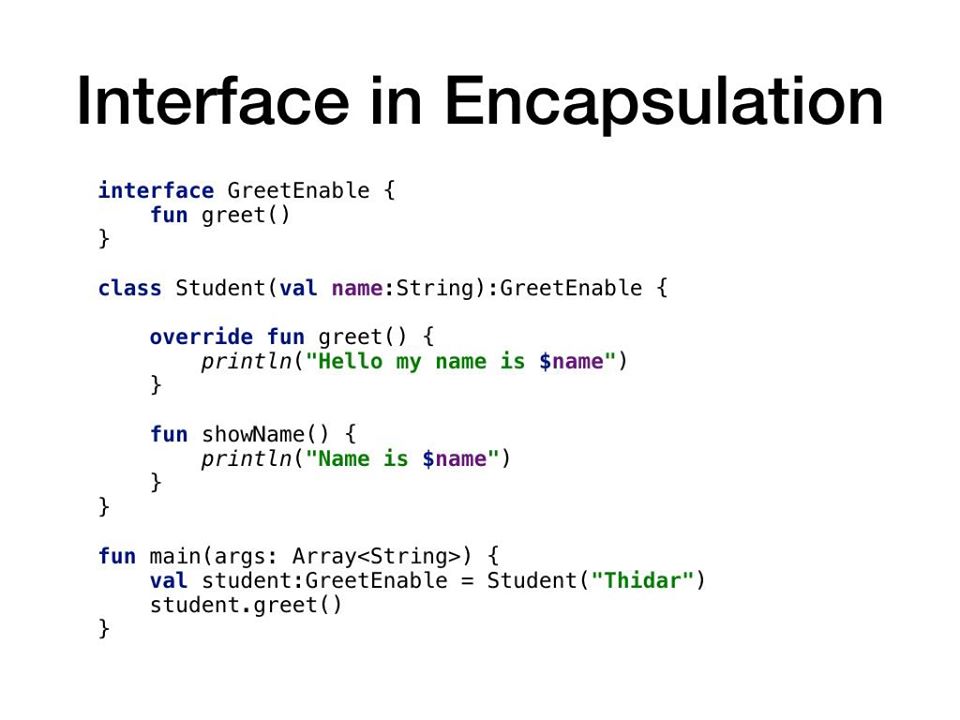 Interface in Encapsulation
interface GreetEnable {
    fun greet()
}
class Student(val name:String):GreetEnable {
    override fun greet() {
        println("Hello my name is $name")
    }
    fun showName() {
        println("Name is $name")
    }
}
fun main(args: Array<String>) {
    val student:GreetEnable = Student("Thidar")
    student.greet()
}